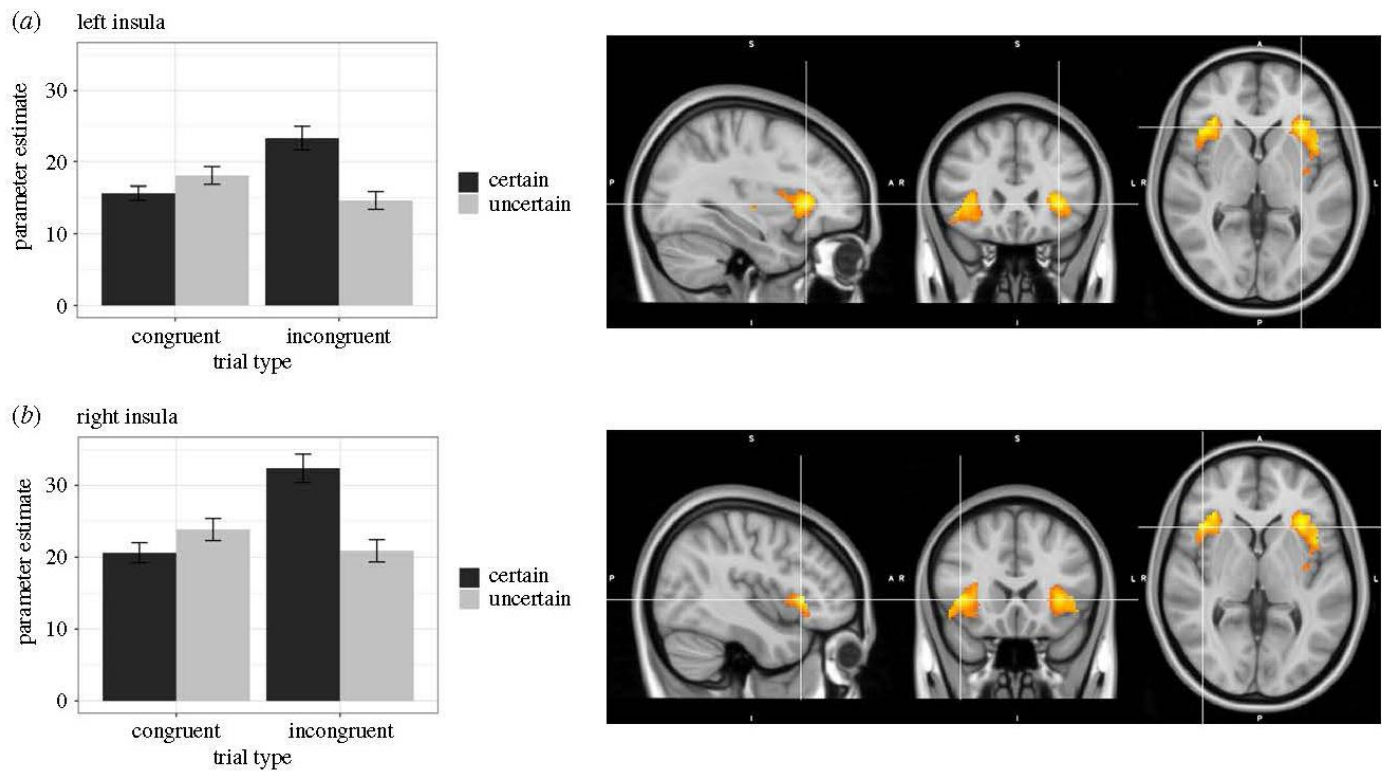 (a) left insula
parameter estimate
30
20
10
0
congruent incongruent
trial type
certain
uncertain
S S A
P A R L R L
I I P
(b) right insula
parameter estimate
30
20
10
0
congruent incongruent
trial type
certain
uncertain
S S A
P A R L R L
I I P